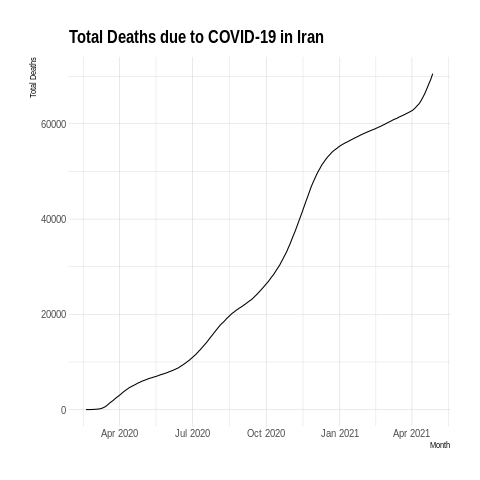 Total Deaths due to COVID-19 in Iran
Total Deaths
60000
40000
20000
0
Apr 2020 Jul 2020 Oct 2020 Jan 2021 Apr 2021
Month